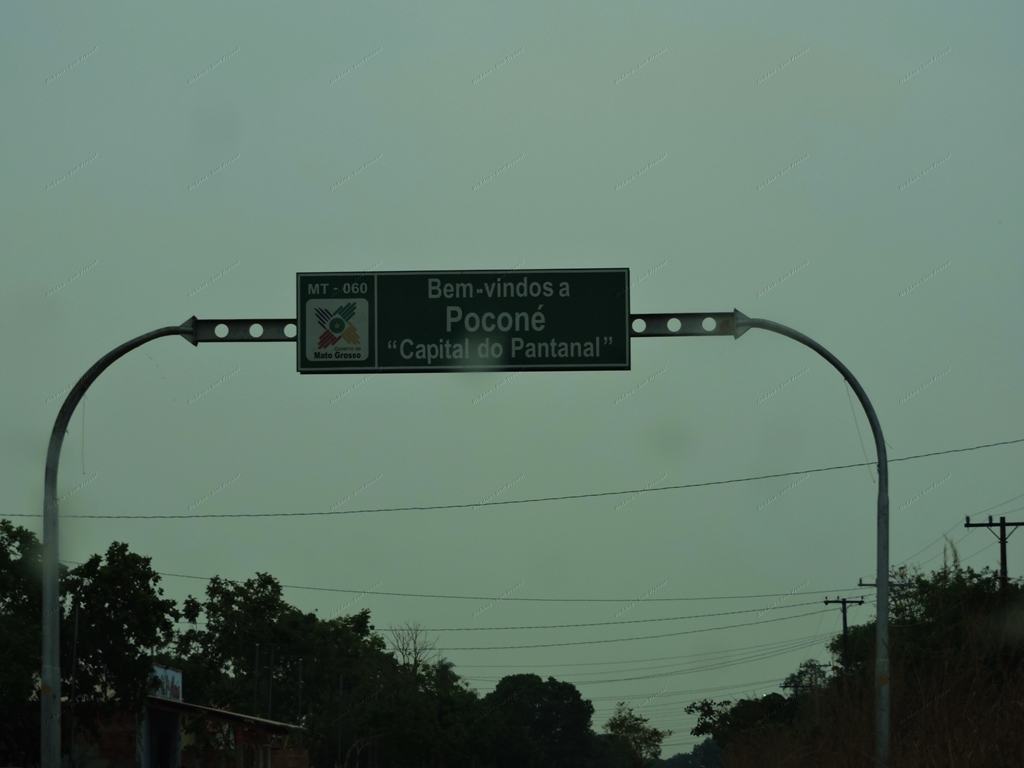 MT - 060
Mato Grosso
Bem-vindos a
Poconé
“Capital do Pantanal”